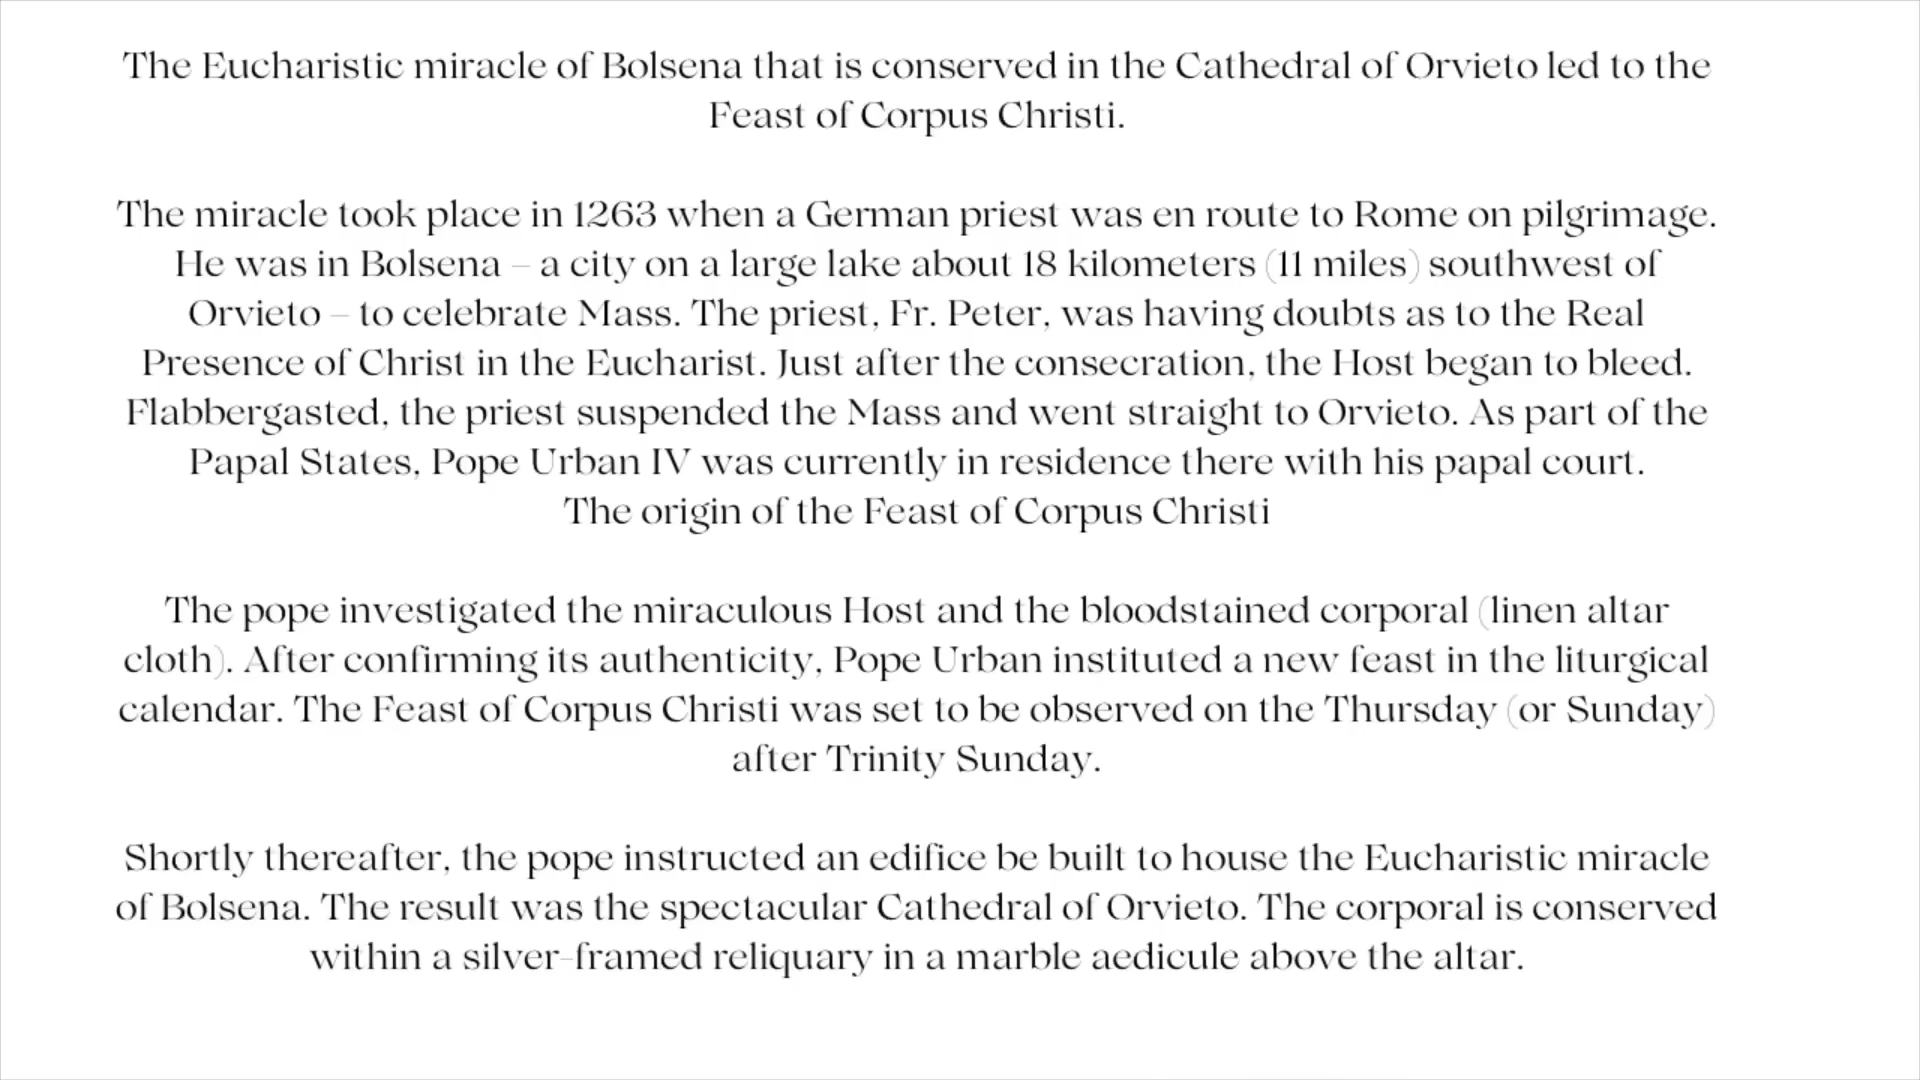 The Eucharistic miracle of Bolsena that is conserved in the Cathedral of Orvieto led to the
Feast of Corpus Christi.
The miracle took place in 1263 when a German priest was en route to Rome on pilgrimage.
He was in Bolsena – a city on a large lake about 18 kilometers (11 miles) southwest of
Orvieto – to celebrate Mass. The priest, Fr. Peter, was having doubts as to the Real
Presence of Christ in the Eucharist. Just after the consecration, the Host began to bleed.
Flabbergasted, the priest suspended the Mass and went straight to Orvieto. As part of the
Papal States, Pope Urban IV was currently in residence there with his papal court.
The origin of the Feast of Corpus Christi
The pope investigated the miraculous Host and the bloodstained corporal (linen altar
cloth). After confirming its authenticity, Pope Urban instituted a new feast in the liturgical
calendar. The Feast of Corpus Christi was set to be observed on the Thursday (or Sunday)
after Trinity Sunday.
Shortly thereafter, the pope instructed an edifice be built to house the Eucharistic miracle
of Bolsena. The result was the spectacular Cathedral of Orvieto. The corporal is conserved
within a silver-framed reliquary in a marble aedicule above the altar.